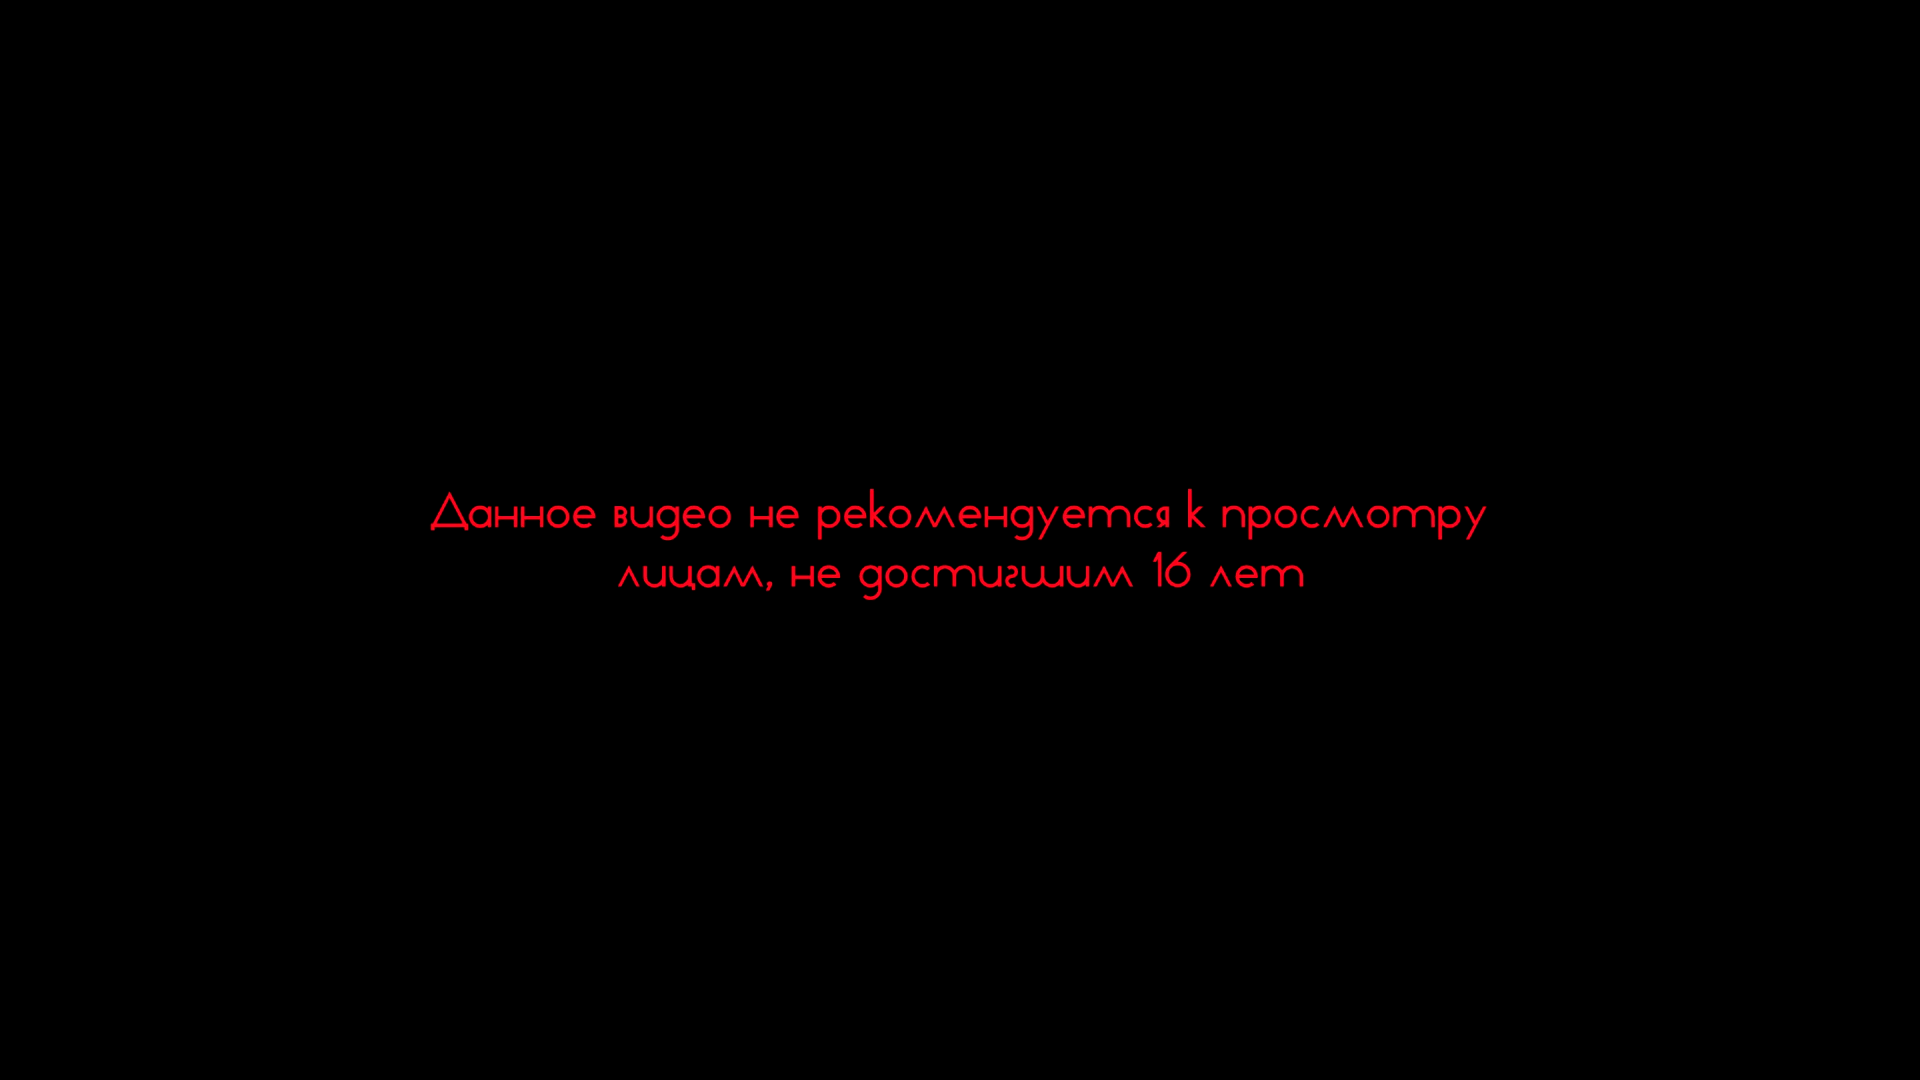 Данное видео не рекомендуется к просмотру
лицам, не достигшим 16 лет